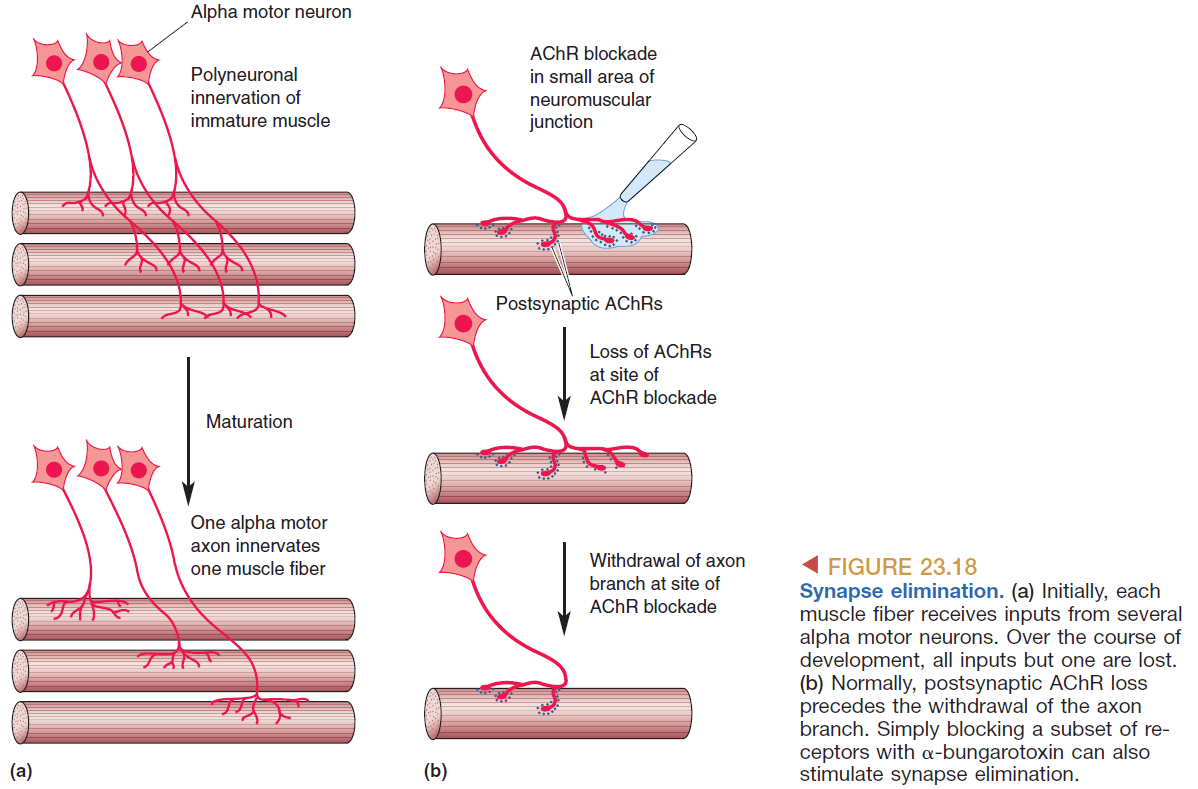 Alpha motor neuron
Polyneuronal
innervation of
immature muscle
Maturation
One alpha motor
axon innervates
one muscle fiber
(a)
AChR blockade
in small area of
neuromuscular
junction
Postsynaptic AChRs
Loss of AChRs
at site of
AChR blockade
Withdrawal of axon
branch at site of
AChR blockade
(b)
◀ FIGURE 23.18
Synapse elimination. (a) Initially, each
muscle fiber receives inputs from several
alpha motor neurons. Over the course of
development, all inputs but one are lost.
(b) Normally, postsynaptic AChR loss
precedes the withdrawal of the axon
branch. Simply blocking a subset of re-
ceptors with α-bungarotoxin can also
stimulate synapse elimination.